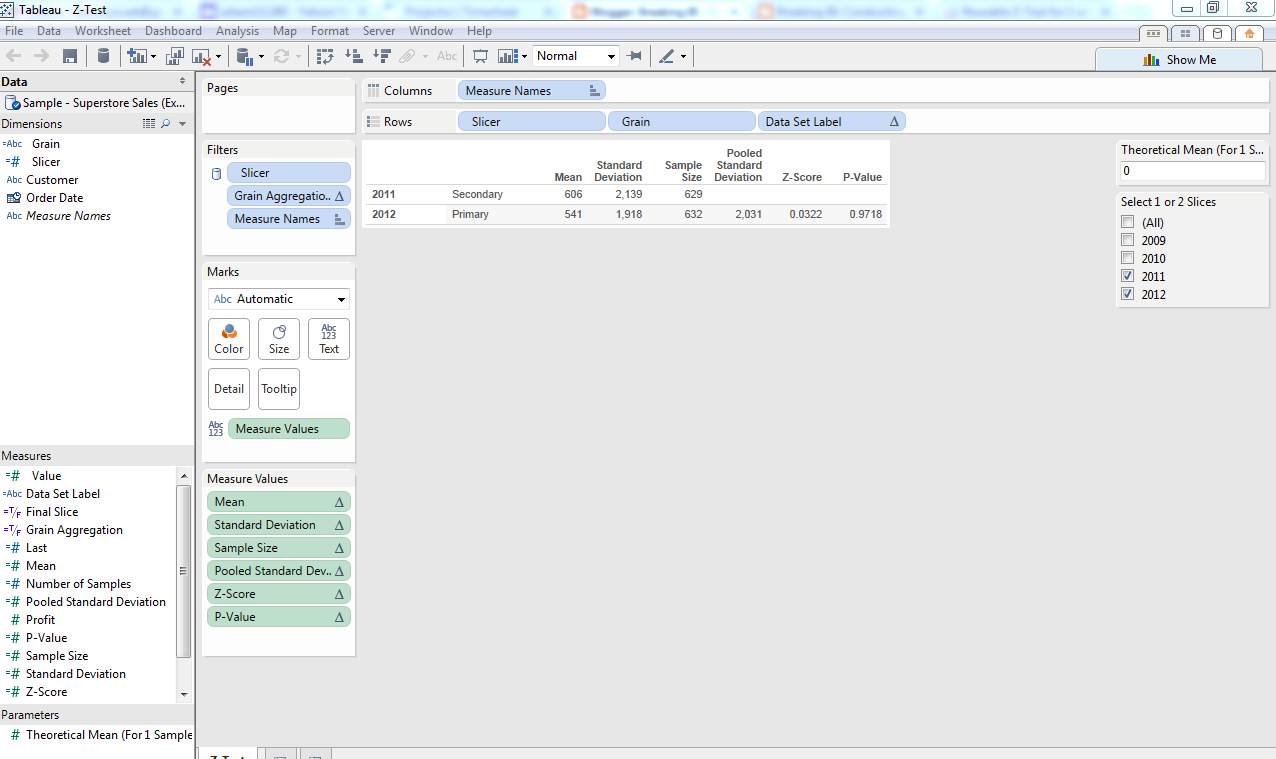 Tableau - Z-Test
File Data Worksheet Dashboard Analysis Map Format Server Window Help
Abc Normal
Show Me
Data
Sample - Superstore Sales (Ex...
Dimensions
=Abc Grain
=# Slicer
Abc Customer
Order Date
Abc Measure Names
Measures
=# Value
=Abc Data Set Label
=T/F Final Slice
=T/F Grain Aggregation
=# Last
=# Mean
=# Number of Samples
=# Pooled Standard Deviation
# Profit
=# P-Value
=# Sample Size
=# Standard Deviation
=# Z-Score
Parameters
# Theoretical Mean (For 1 Sample
Pages
Filters
Slicer
Grain Aggregatio.. Δ
Measure Names
Marks
Abc Automatic
Color Size Abc 123 Text
Detail Tooltip
Abc 123 Measure Values
Measure Values
Mean Δ
Standard Deviation Δ
Sample Size Δ
Pooled Standard Dev.. Δ
Z-Score Δ
P-Value Δ
Columns Measure Names
Rows Slicer Grain Data Set Label Δ
Mean Standard Deviation Sample Size Pooled Standard Deviation Z-Score P-Value
2011 Secondary 606 2,139 629
2012 Primary 541 1,918 632 2,031 0.0322 0.9718
Theoretical Mean (For 1 S...
0
Select 1 or 2 Slices
(All)
2009
2010
2011
2012